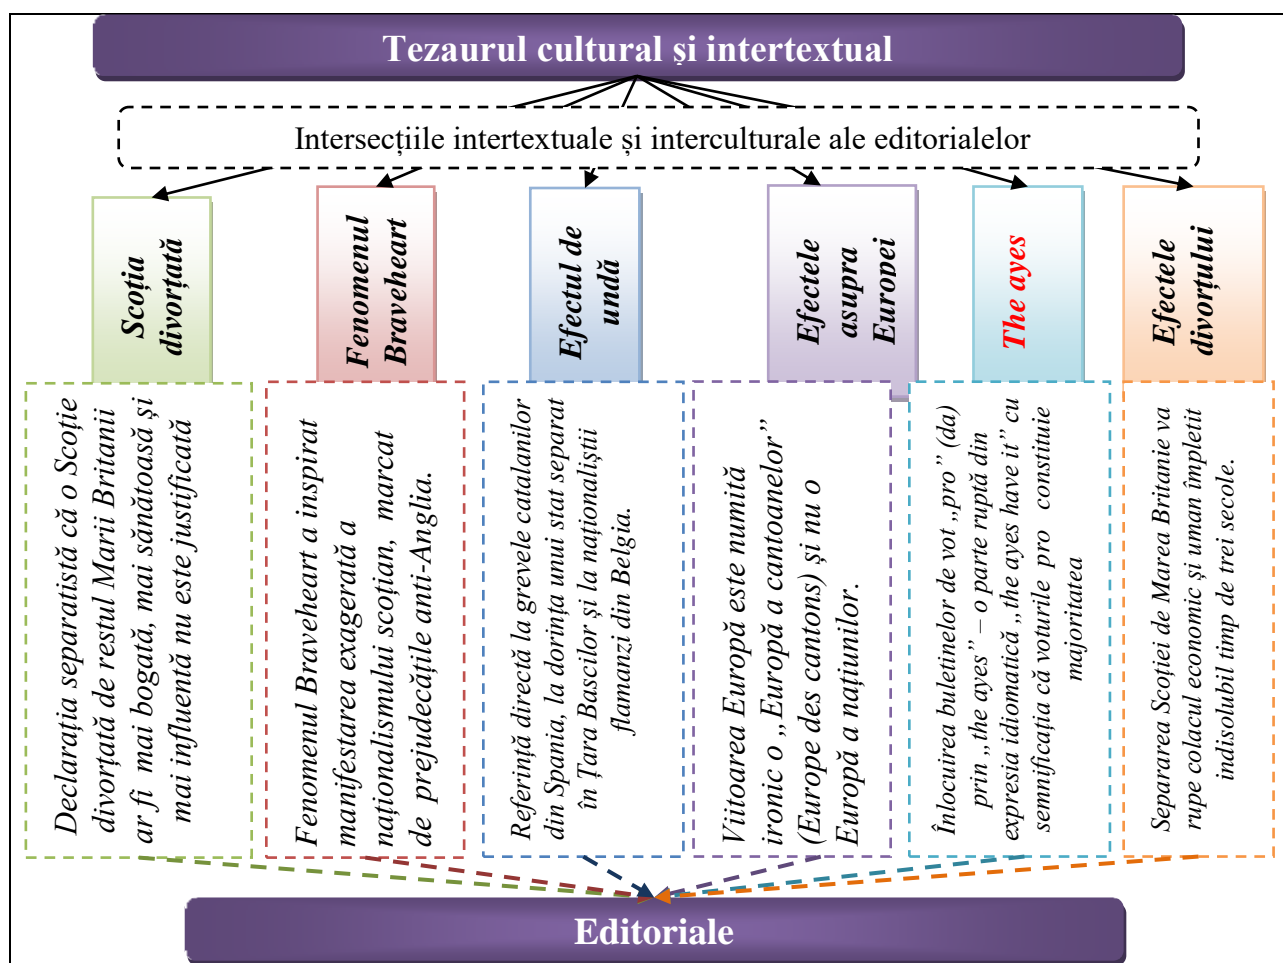 Tezaurul cultural și intertextual
Intersecțiile intertextuale și interculturale ale editorialelor
Scoția
divorțată
Fenomenul
Braveheart
Efectul de
undă
Efectele
asupra
Europei
The ayes
Efectele
divorțului
Declarația separatistă că o Scoție
divorțată de restul Marii Britanii
ar fi mai bogată, mai sănătoasă și
mai influentă nu este justificată
Fenomenul Braveheart a inspirat
manifestarea exagerată a
naționalismului scoțian, marcat
de prejudecățile anti-Anglia.
Referință directă la grevele catalanilor
din Spania, la dorința unui stat separat
în Țara Bascilor și la naționaliștii
flamanzi din Belgia.
Viitoarea Europă este numită
ironic o „Europă a cantoanelor”
(Europe des cantons) și nu o
Europă a națiunilor.
Înlocuirea buletinelor de vot „pro” (da)
prin „the ayes” – o parte ruptă din
expresia idiomatică „the ayes have it” cu
semnificația că voturile pro constituie
majoritatea
Separarea Scoției de Marea Britanie va
rupe colacul economic și uman împletit
indisolubil timp de trei secole.
Editoriale